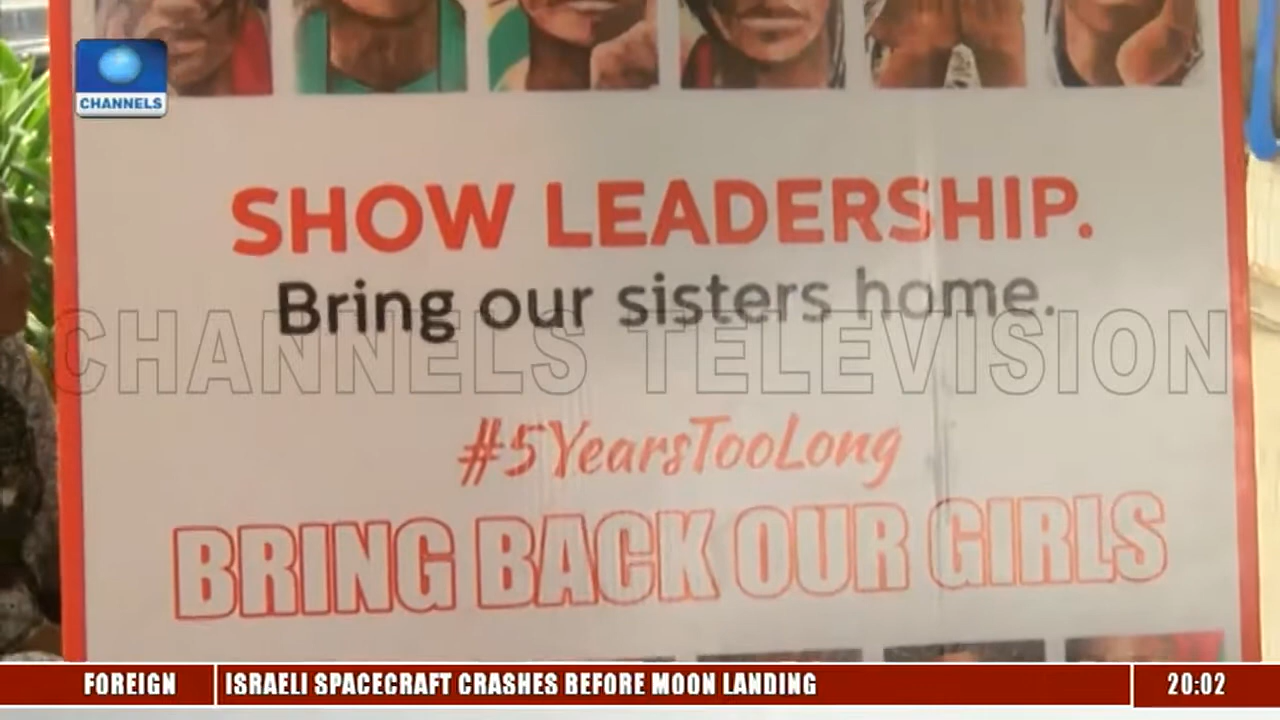 CHANNELS
SHOW LEADERSHIP.
Bring our sisters home.
CHANNELS TELEVISION
#5YearsTooLong
BRING BACK OUR GIRLS
FOREIGN
ISRAELI SPACECRAFT CRASHES BEFORE MOON LANDING
20:02